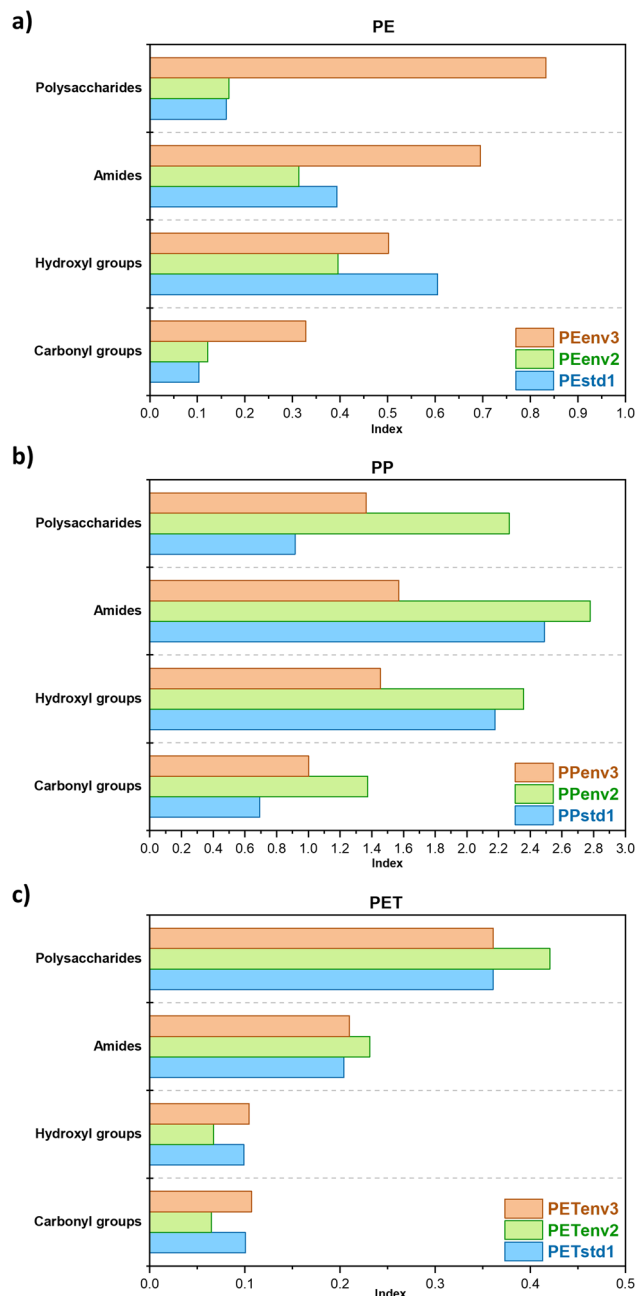 a)
PE
Polysaccharides
Amides
Hydroxyl groups
Carbonyl groups
PEenv3
PEenv2
PEstd1
0.0 0.1 0.2 0.3 0.4 0.5 0.6 0.7 0.8 0.9 1.0
Index
b)
PP
Polysaccharides
Amides
Hydroxyl groups
Carbonyl groups
PPenv3
PPenv2
PPstd1
0.0 0.2 0.4 0.6 0.8 1.0 1.2 1.4 1.6 1.8 2.0 2.2 2.4 2.6 2.8 3.0
Index
c)
PET
Polysaccharides
Amides
Hydroxyl groups
Carbonyl groups
PETenv3
PETenv2
PETstd1
0.0 0.1 0.2 0.3 0.4 0.5
Index